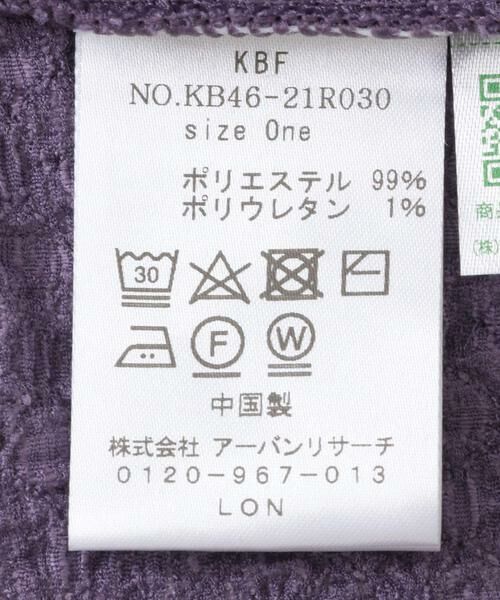 KBF
NO.KB46-21R030
size One
ポリエステル 99%
ポリウレタン 1%
30
F W
中国製
株式会社 アーバンリサーチ
0120-967-013
LON
商
(株)